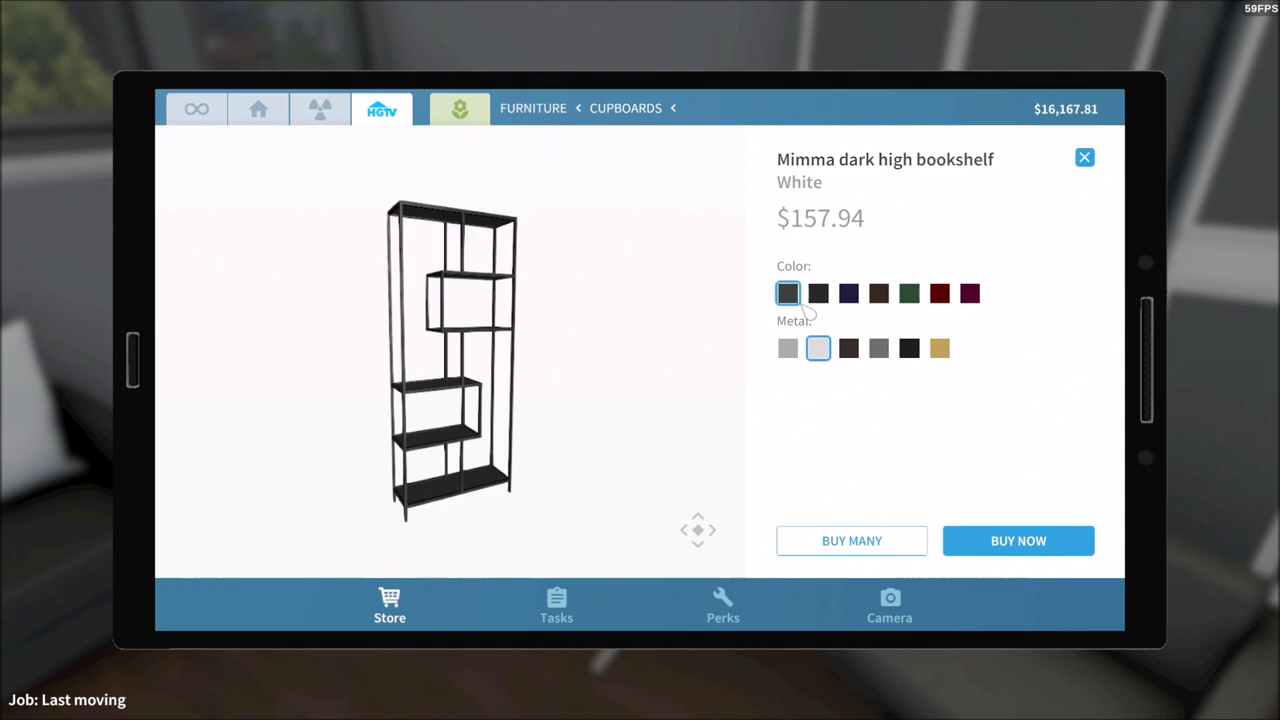 59FPS
HGTV
FURNITURE < CUPBOARDS <
$16,167.81
Mimma dark high bookshelf
White
$157.94
Color:
Metal:
BUY MANY
BUY NOW
Store
Tasks
Perks
Camera
Job: Last moving